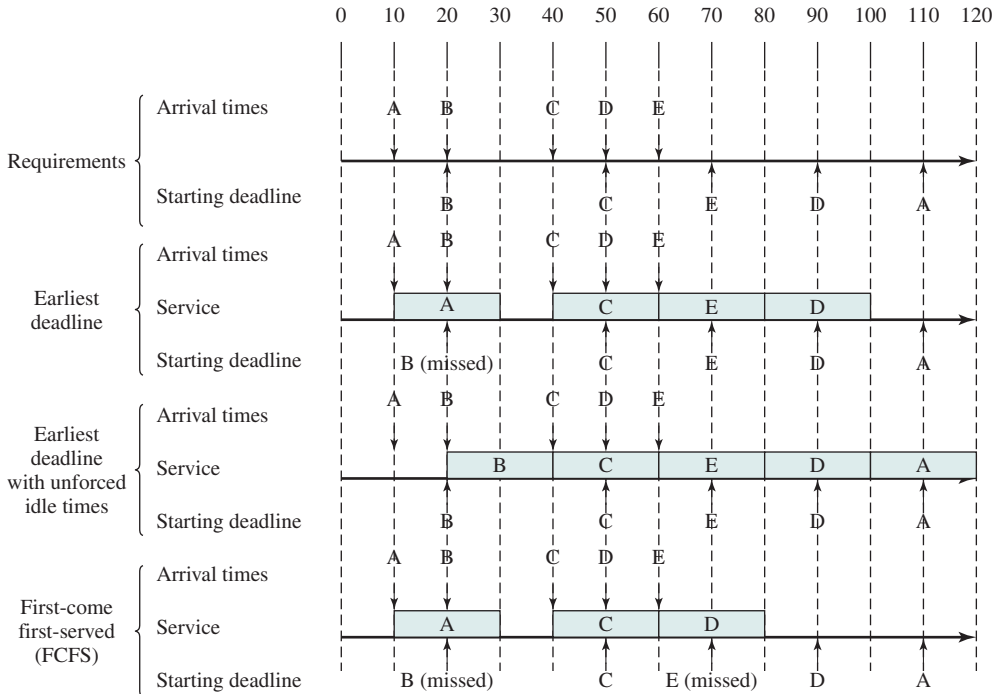 0 10 20 30 40 50 60 70 80 90 100 110 120
Requirements
Arrival times
A B C D E
Starting deadline
B C E D A
Earliest
deadline
Arrival times
A B C D E
Service
A C E D
Starting deadline
B (missed) C E D A
Earliest
deadline
with unforced
idle times
Arrival times
A B C D E
Service
B C E D A
Starting deadline
B C E D A
First-come
first-served
(FCFS)
Arrival times
A B C D E
Service
A C D
Starting deadline
B (missed) C E (missed) D A